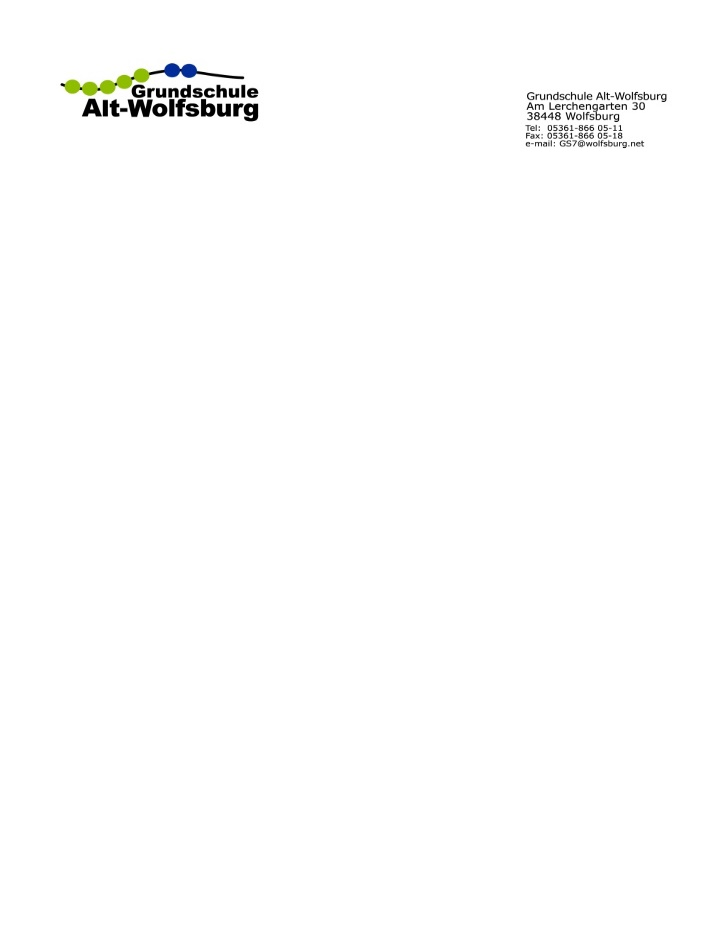 Grundschule
Alt-Wolfsburg
Grundschule Alt-Wolfsburg
Am Lerchengarten 30
38448 Wolfsburg
Tel: 05361-866 05-11
Fax: 05361-866 05-18
e-mail: GS7@wolfsburg.net